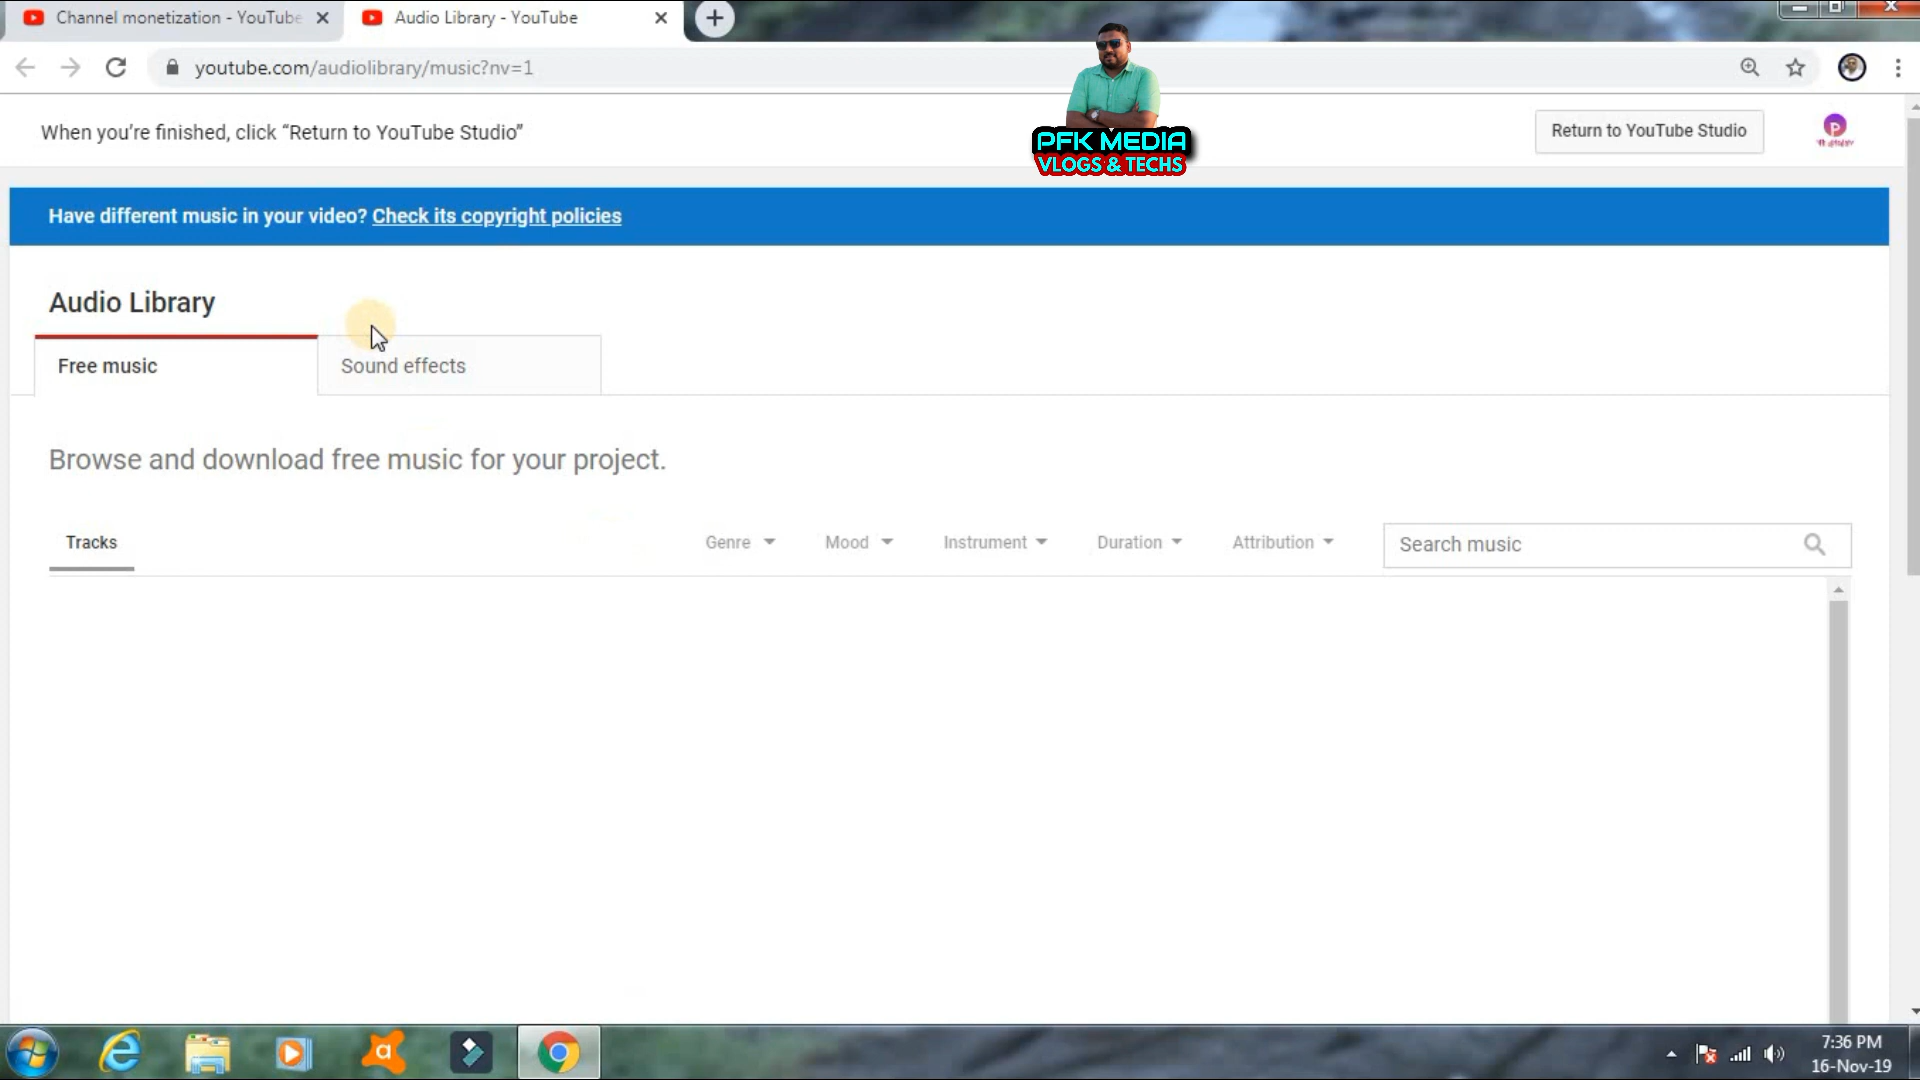 Channel monetization - YouTube
Audio Library - YouTube
youtube.com/audiolibrary/music?nv=1
When you're finished, click “Return to YouTube Studio”
PFK MEDIA
VLOGS & TECHS
Return to YouTube Studio
Have different music in your video? Check its copyright policies
Audio Library
Free music
Sound effects
Browse and download free music for your project.
Tracks
Genre
Mood
Instrument
Duration
Attribution
Search music
7:36 PM
16-Nov-19